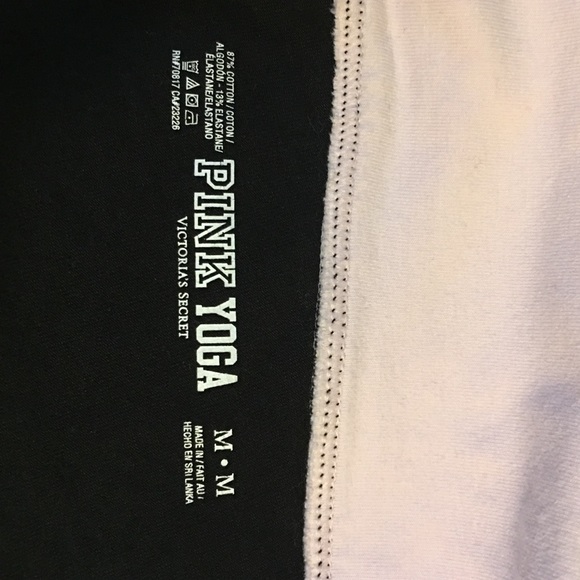 87% COTTON / COTON /
ALGODÓN - 13% ELASTANE/
ÉLASTANE/ELASTANO
RN#70817 CA#23226
PINK YOGA
VICTORIA'S SECRET
M • M
MADE IN / FAIT AU /
HECHO EN SRI LANKA